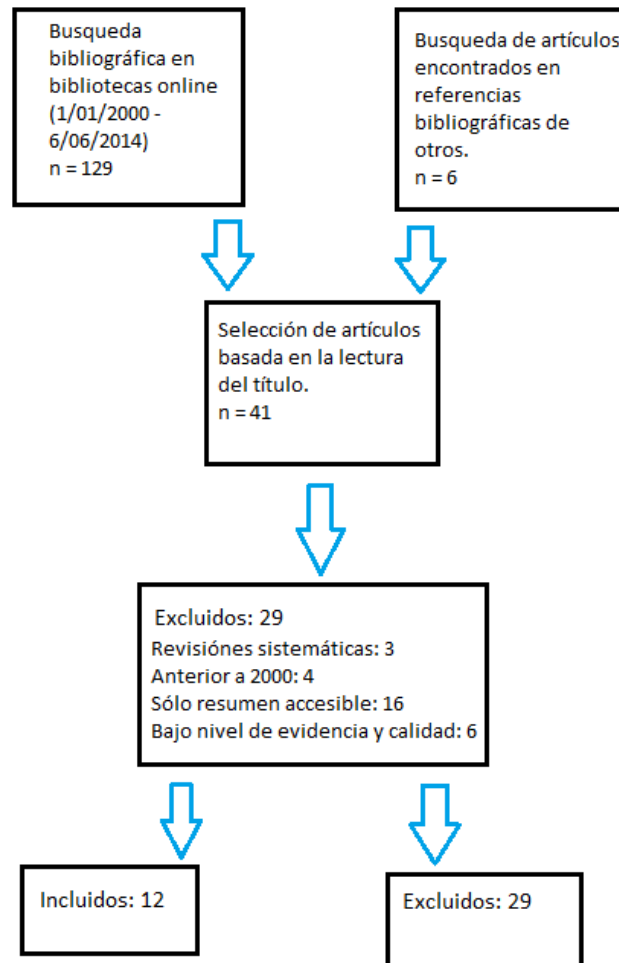 Busqueda
bibliográfica en
bibliotecas online
(1/01/2000 -
6/06/2014)
n = 129
Busqueda de artículos
encontrados en
referencias
bibliográficas de
otros.
n = 6
Selección de artículos
basada en la lectura
del título.
n = 41
Excluidos: 29
Revisiónes sistemáticas: 3
Anterior a 2000: 4
Sólo resumen accesible: 16
Bajo nivel de evidencia y calidad: 6
Incluidos: 12
Excluidos: 29